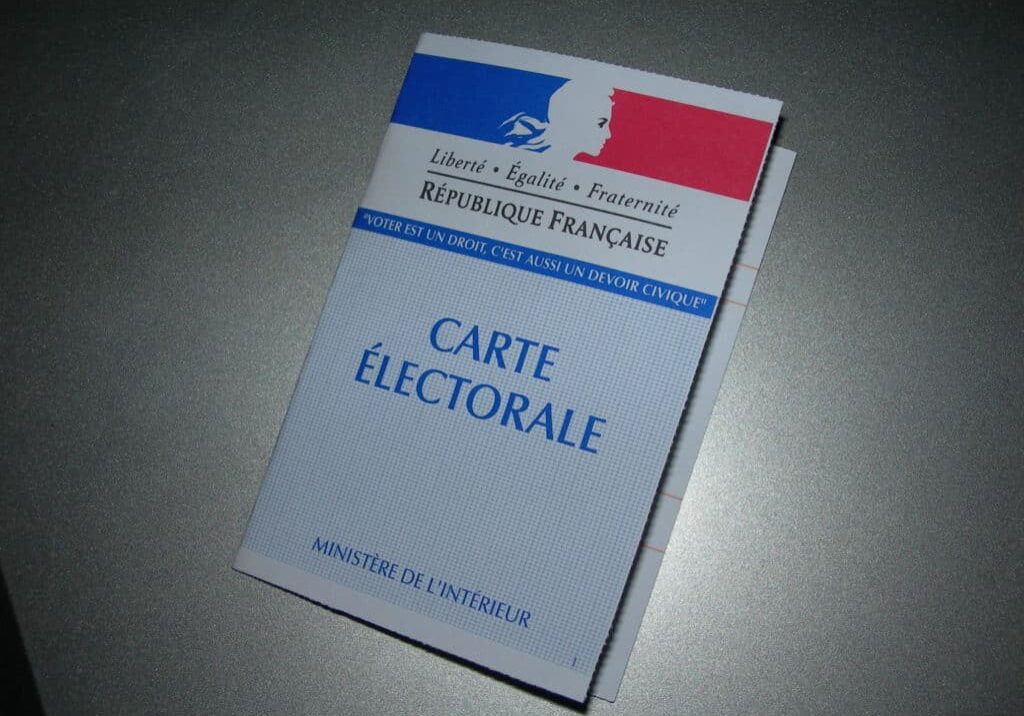 Liberté • Égalité • Fraternité
RÉPUBLIQUE FRANÇAISE
"VOTER EST UN DROIT, C'EST AUSSI UN DEVOIR CIVIQUE"
CARTE
ÉLECTORALE
MINISTÈRE DE L'INTÉRIEUR
1